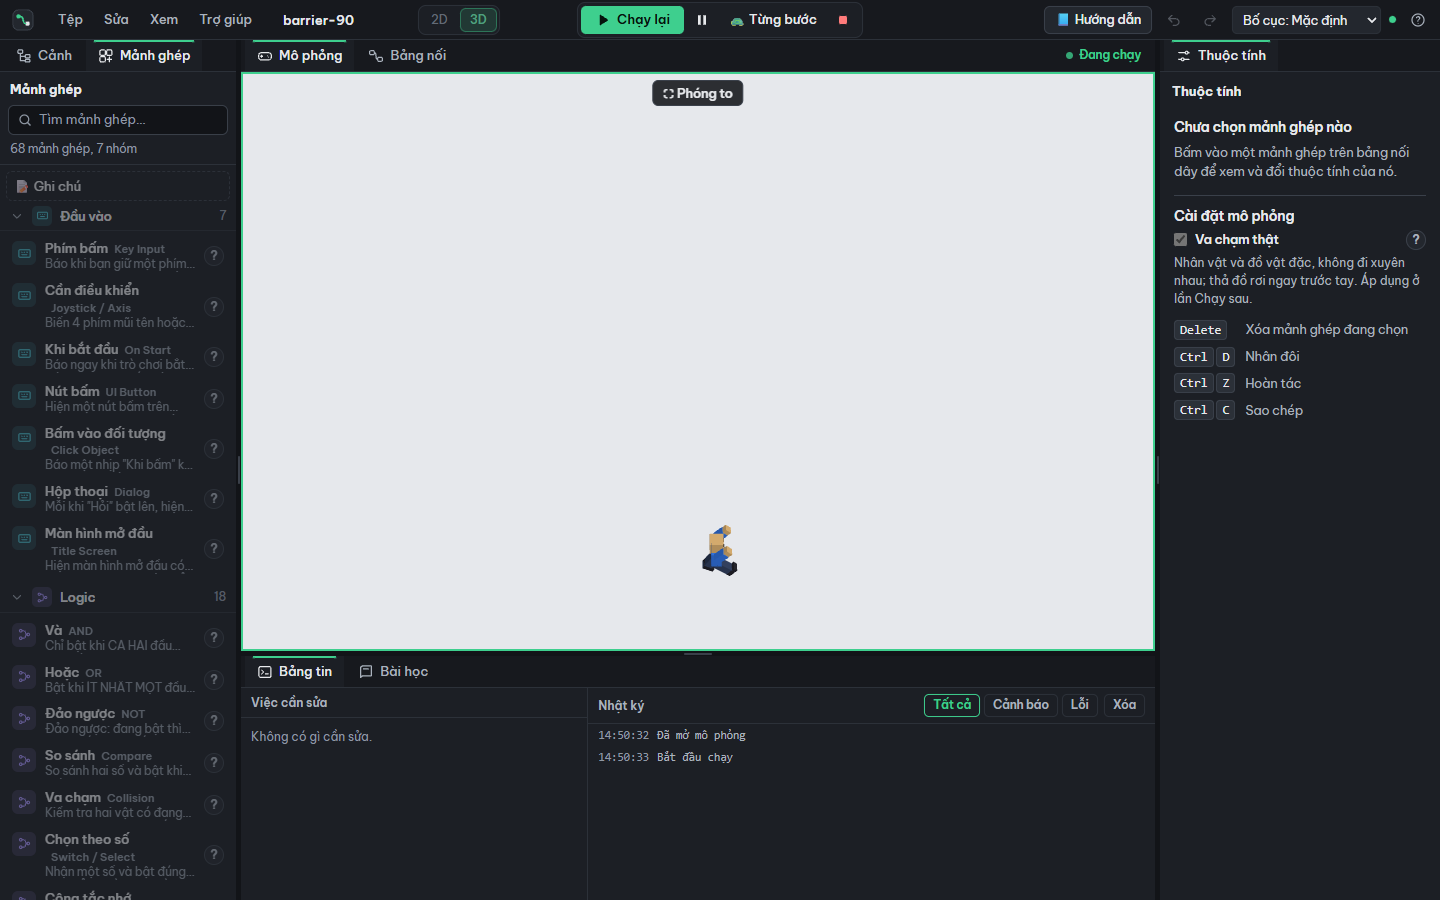 Tệp Sửa Xem Trợ giúp barrier-90 2D 3D Chạy lại Từng bước Hướng dẫn Bố cục: Mặc định
Cảnh Mảnh ghép
Mô phỏng Bảng nối Đang chạy
Thuộc tính
Mảnh ghép
Tìm mảnh ghép...
68 mảnh ghép, 7 nhóm
Ghi chú
Đầu vào 7
Phím bấm Key Input
Báo khi bạn giữ một phím... ?
Cần điều khiển
Joystick / Axis
Biến 4 phím mũi tên hoặc... ?
Khi bắt đầu On Start
Báo ngay khi trò chơi bắt... ?
Nút bấm UI Button
Hiện một nút bấm trên... ?
Bấm vào đối tượng
Click Object
Báo một nhịp "Khi bấm" k... ?
Hộp thoại Dialog
Mỗi khi "Hỏi" bật lên, hiện... ?
Màn hình mở đầu
Title Screen
Hiện màn hình mở đầu có... ?
Logic 18
Và AND
Chỉ bật khi CẢ HAI đầu... ?
Hoặc OR
Bật khi ÍT NHẤT MỘT đầu... ?
Đảo ngược NOT
Đảo ngược: đang bật thì... ?
So sánh Compare
So sánh hai số và bật khi... ?
Va chạm Collision
Kiểm tra hai vật có đang... ?
Chọn theo số
Switch / Select
Nhận một số và bật đúng... ?
Công tắc nhớ
Phóng to
Bảng tin Bài học
Việc cần sửa
Không có gì cần sửa.
Nhật ký Tất cả Cảnh báo Lỗi Xóa
14:50:32 Đã mở mô phỏng
14:50:33 Bắt đầu chạy
Thuộc tính
Chưa chọn mảnh ghép nào
Bấm vào một mảnh ghép trên bảng nối
dây để xem và đổi thuộc tính của nó.
Cài đặt mô phỏng
Va chạm thật ?
Nhân vật và đồ vật đặc, không đi xuyên
nhau; thả đồ rơi ngay trước tay. Áp dụng ở
lần Chạy sau.
Delete Xóa mảnh ghép đang chọn
Ctrl D Nhân đôi
Ctrl Z Hoàn tác
Ctrl C Sao chép